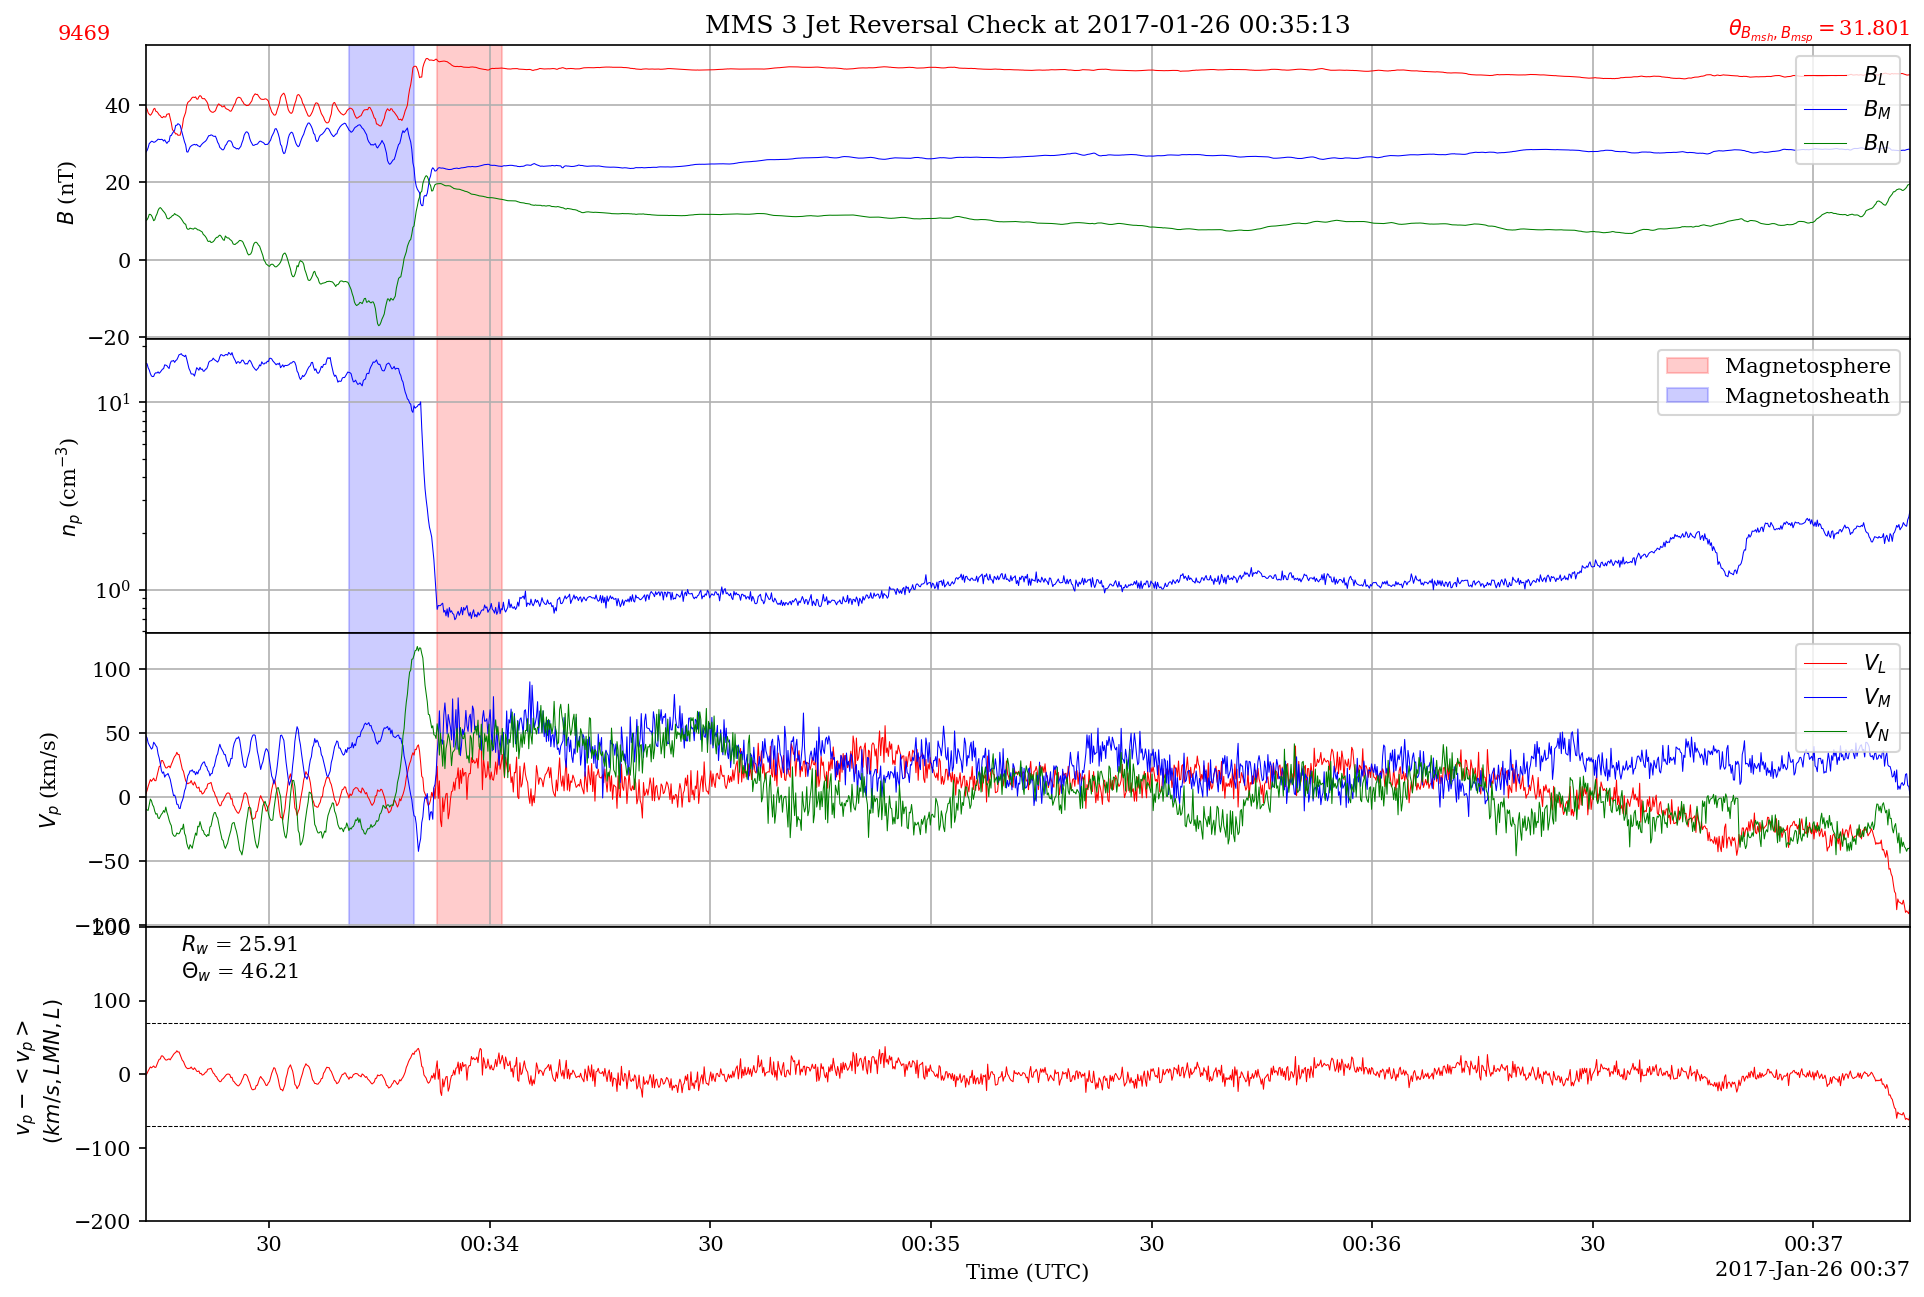 MMS 3 Jet Reversal Check at 2017-01-26 00:35:13
9469
θ_{B_{msh}, B_{msp}} = 31.801
B (nT)
40
20
0
−20
B_L
B_M
B_N
n_p (cm^{−3})
10^1
10^0
Magnetosphere
Magnetosheath
V_p (km/s)
100
50
0
−50
−100
V_L
V_M
V_N
v_p − < v_p >
(km/s, LMN, L)
200
100
0
−100
−200
R_w = 25.91
Θ_w = 46.21
30
00:34
30
00:35
30
00:36
30
00:37
Time (UTC)
2017-Jan-26 00:37